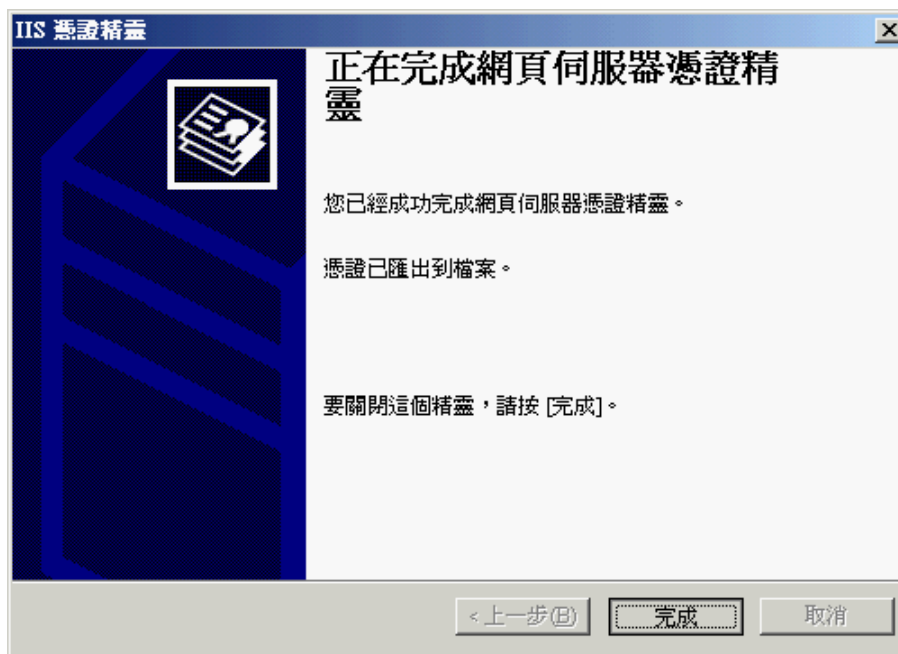 IIS 憑證精靈
正在完成網頁伺服器憑證精
靈
您已經成功完成網頁伺服器憑證精靈。
憑證已匯出到檔案。
要關閉這個精靈，請按 [完成]。
< 上一步(B)
完成
取消